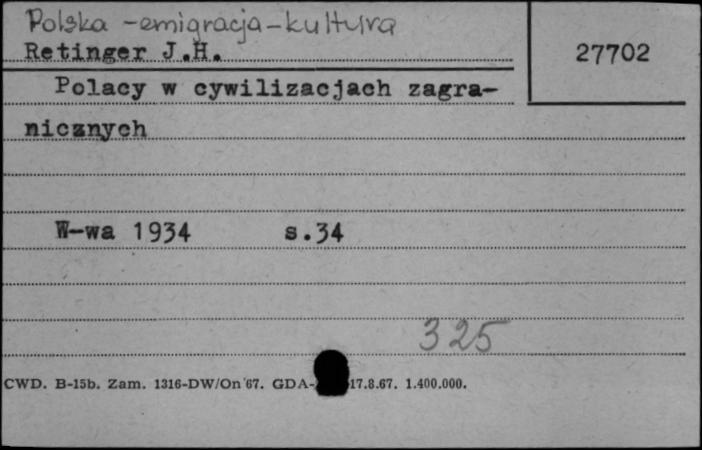 Polska - emigracja - kultura
Retinger J.H.
27702
Polacy w cywilizacjach zagra-
nicznych
W-wa 1934 s.34
325
CWD. B-15b. Zam. 1316-DW/On 67. GDA- 17.8.67. 1.400.000.